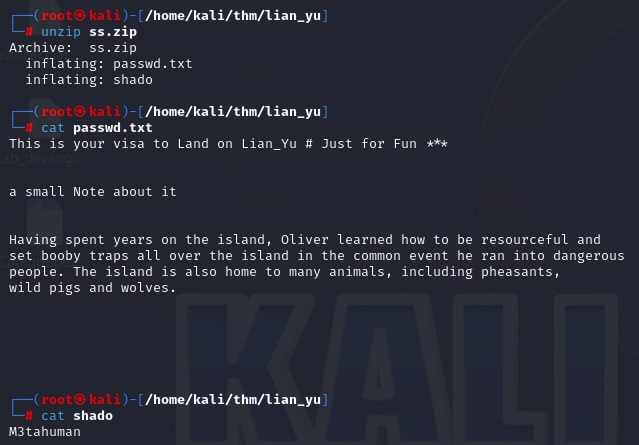 ┌──(root㉿kali)-[/home/kali/thm/lian_yu]
└─# unzip ss.zip
Archive:  ss.zip
  inflating: passwd.txt
  inflating: shado
┌──(root㉿kali)-[/home/kali/thm/lian_yu]
└─# cat passwd.txt
This is your visa to Land on Lian_Yu # Just for Fun ***
a small Note about it
Having spent years on the island, Oliver learned how to be resourceful and
set booby traps all over the island in the common event he ran into dangerous
people. The island is also home to many animals, including pheasants,
wild pigs and wolves.
┌──(root㉿kali)-[/home/kali/thm/lian_yu]
└─# cat shado
M3tahuman
KALI